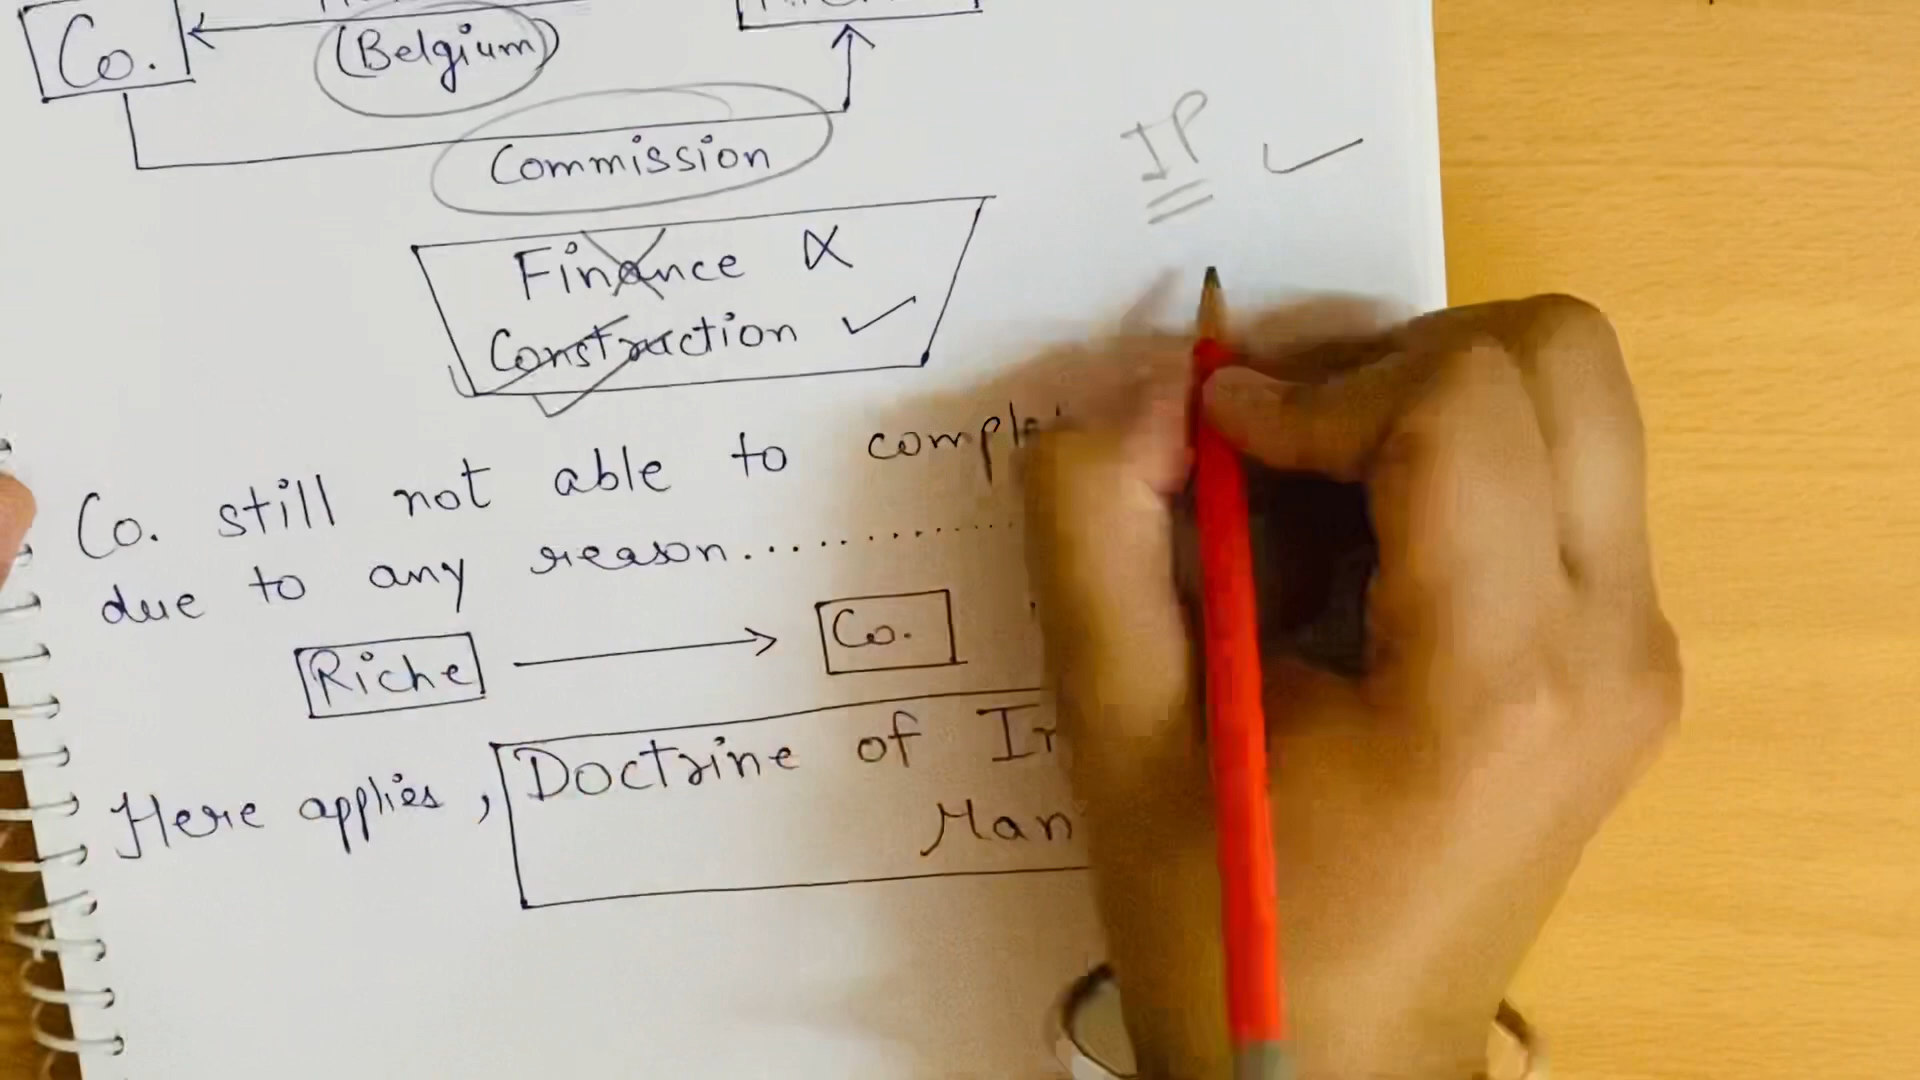 Co.
(Belgium)
Commission
IP
Finance
Construction
Co. still not able to
due to any reason............
Riche
Co.
Here applies, Doctrine of